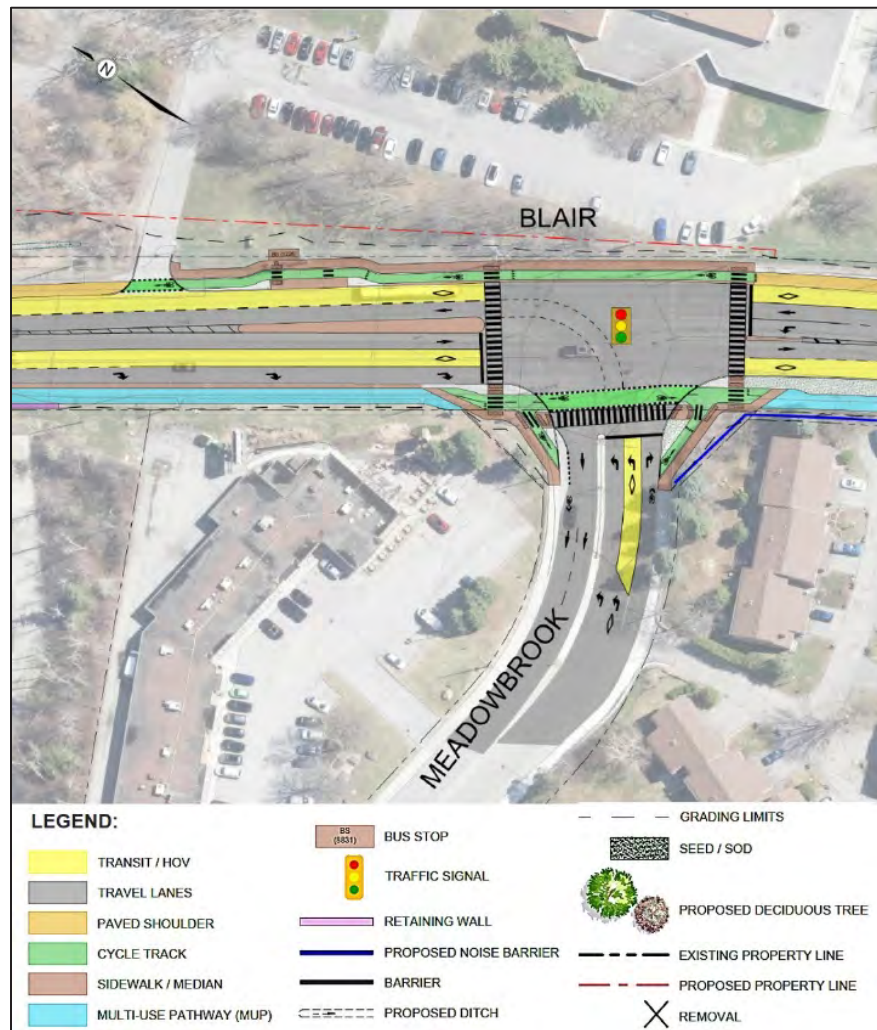 N
BLAIR
MEADOWBROOK
LEGEND:
TRANSIT / HOV
TRAVEL LANES
PAVED SHOULDER
CYCLE TRACK
SIDEWALK / MEDIAN
MULTI-USE PATHWAY (MUP)
BS
(5831)
BUS STOP
TRAFFIC SIGNAL
RETAINING WALL
PROPOSED NOISE BARRIER
BARRIER
PROPOSED DITCH
GRADING LIMITS
SEED / SOD
PROPOSED DECIDUOUS TREE
EXISTING PROPERTY LINE
PROPOSED PROPERTY LINE
REMOVAL